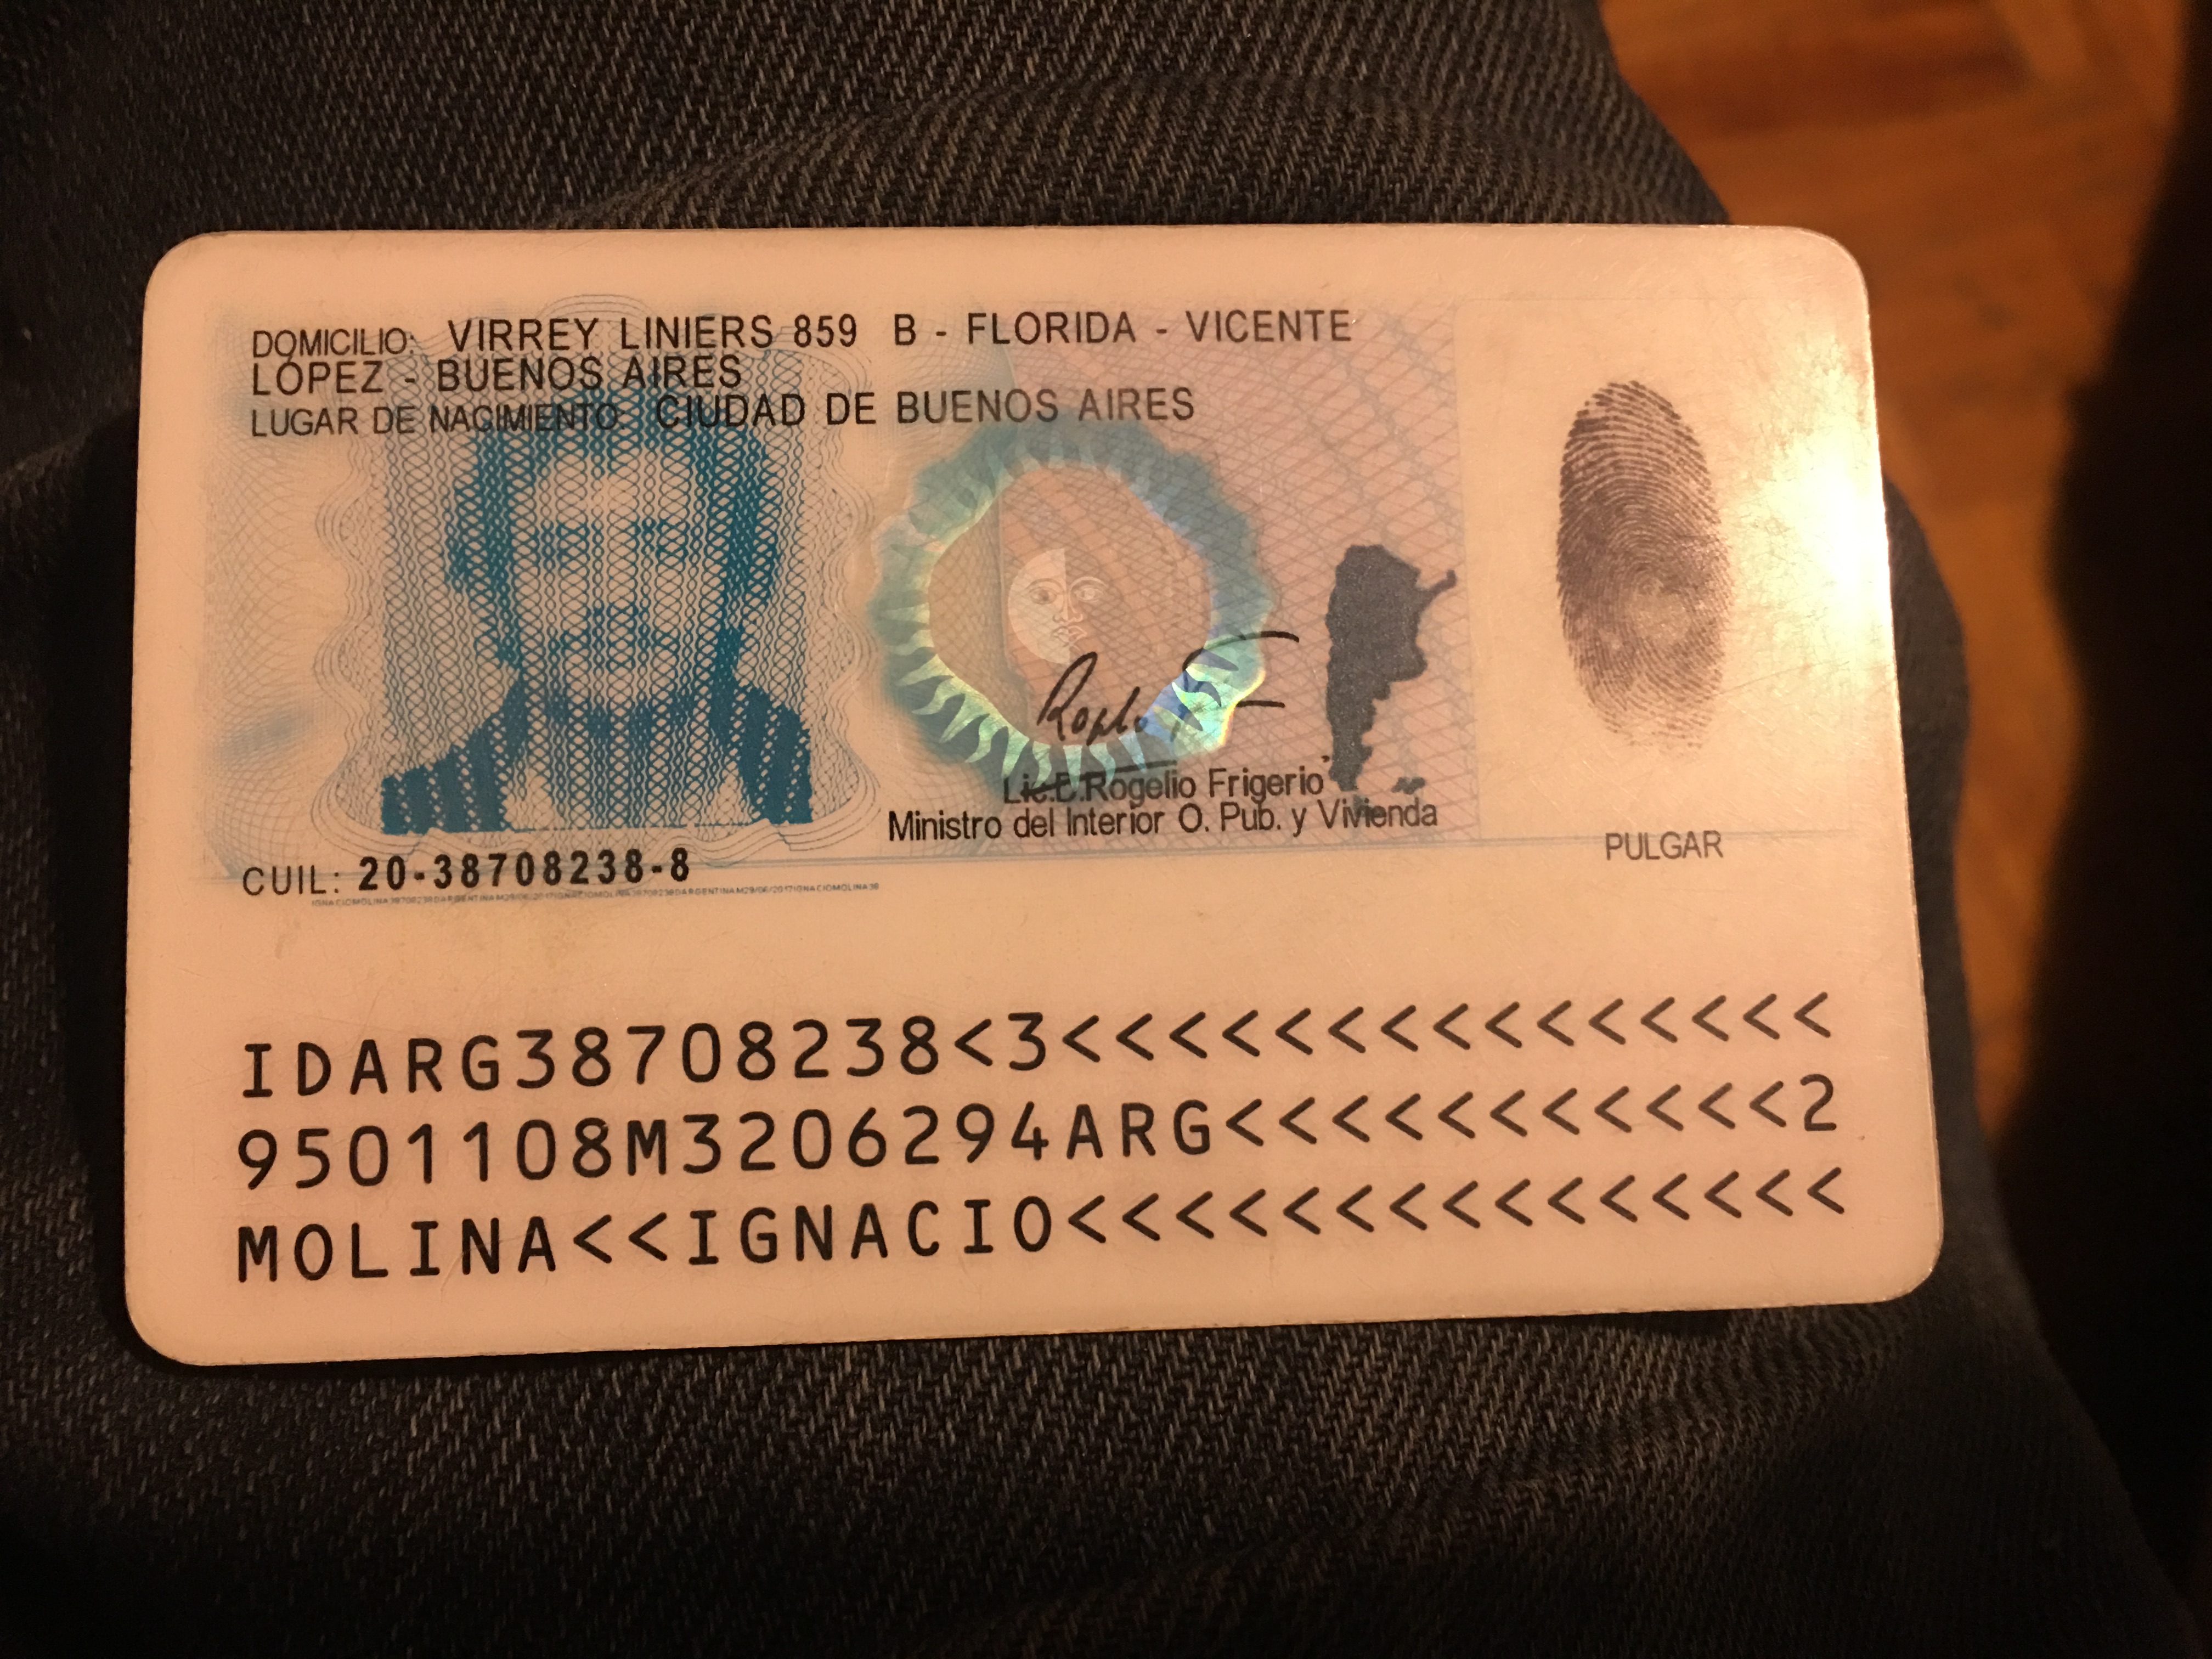 DOMICILIO: VIRREY LINIERS 859 B - FLORIDA - VICENTE
LOPEZ - BUENOS AIRES
LUGAR DE NACIMIENTO: CIUDAD DE BUENOS AIRES
Lic. Rogelio Frigerio
Ministro del Interior O. Pub. y Vivienda
CUIL: 20-38708238-8
PULGAR
IDARG38708238<3<<<<<<<<<<<<<<<
9501108M3206294ARG<<<<<<<<<<<2
MOLINA<<IGNACIO<<<<<<<<<<<<<<<